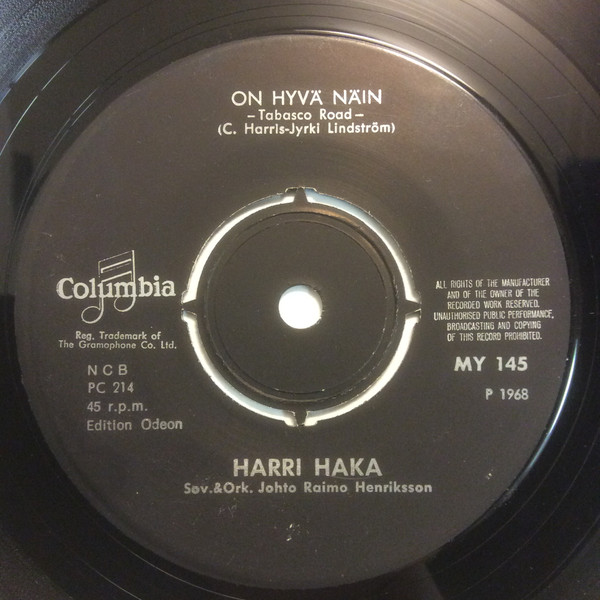 ON HYVÄ NÄIN
-Tabasco Road-
(C. Harris-Jyrki Lindström)
Columbia
Reg. Trademark of
The Gramophone Co. Ltd.
NCB
PC 214
45 r.p.m.
Edition Odeon
ALL RIGHTS OF THE MANUFACTURER
AND OF THE OWNER OF THE
RECORDED WORK RESERVED.
UNAUTHORISED PUBLIC PERFORMANCE,
BROADCASTING AND COPYING
OF THIS RECORD PROHIBITED.
MY 145
P 1968
HARRI HAKA
Søv.&Ork. Johto Raimo Henriksson